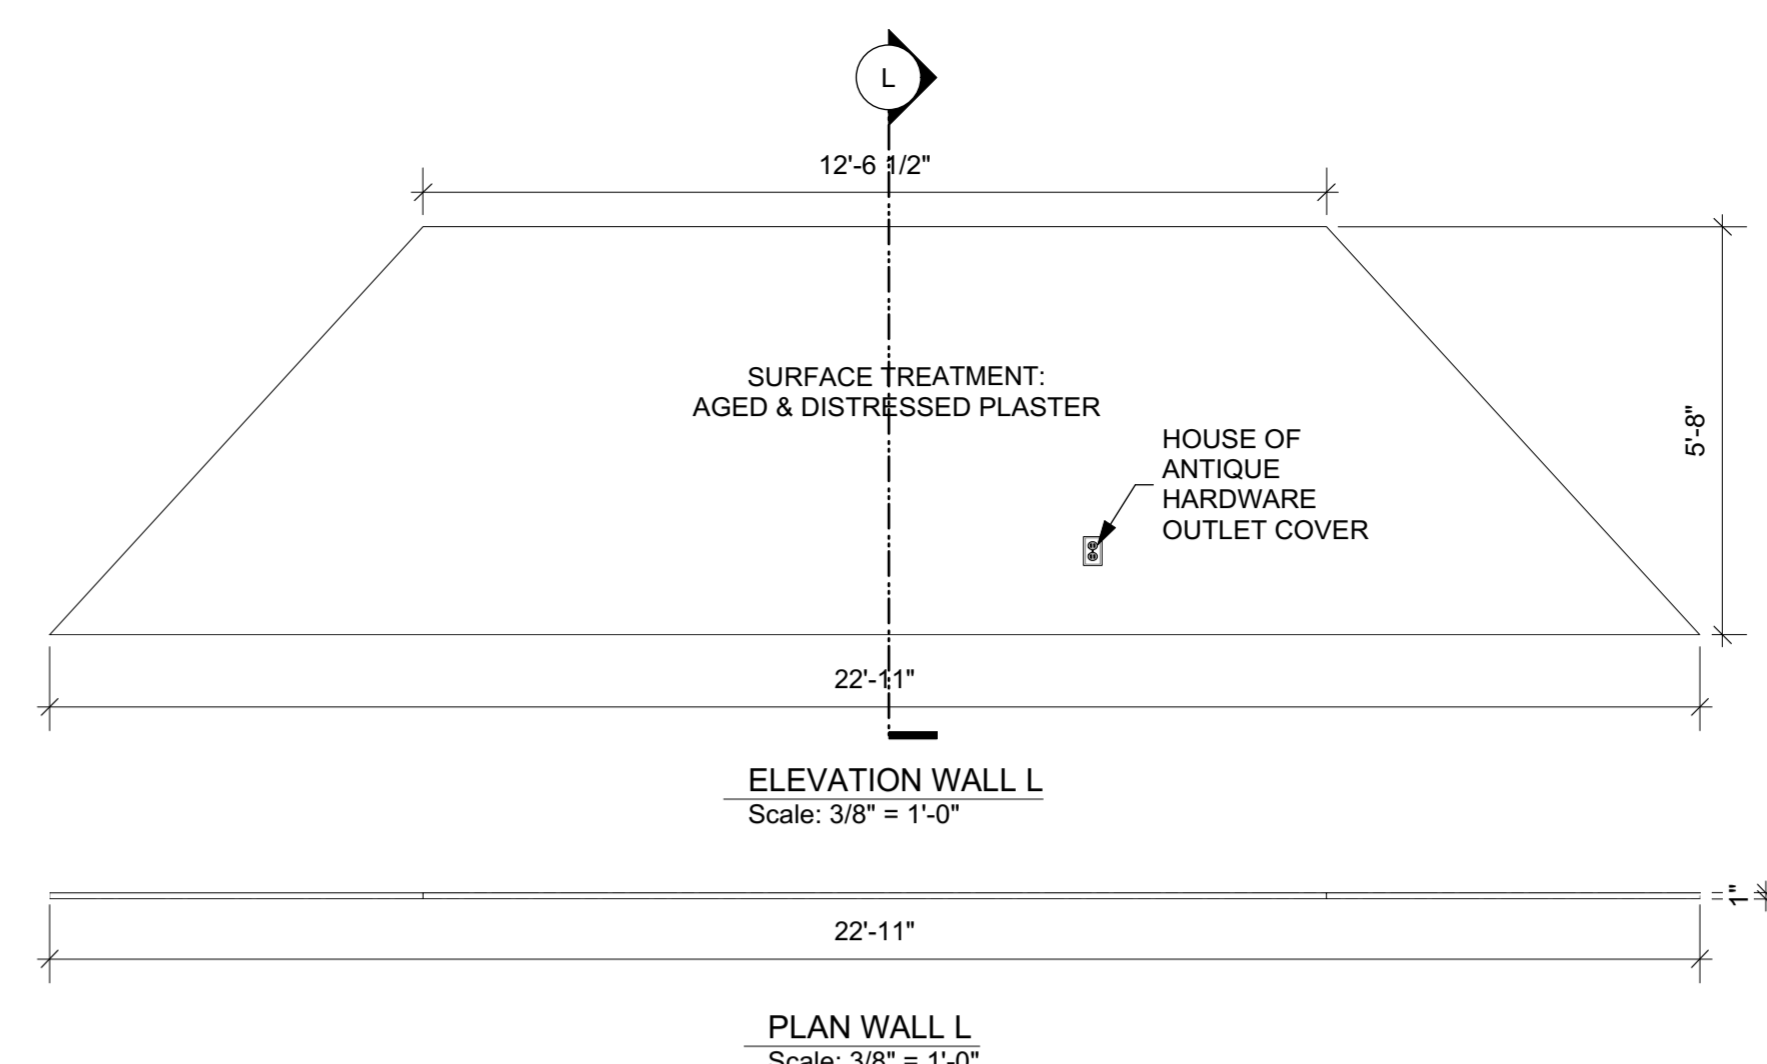 L
12'-6 1/2"
SURFACE TREATMENT:
AGED & DISTRESSED PLASTER
HOUSE OF
ANTIQUE
HARDWARE
OUTLET COVER
5'-8"
22'-11"
ELEVATION WALL L
Scale: 3/8" = 1'-0"
1"
22'-11"
PLAN WALL L
Scale: 3/8" = 1'-0"